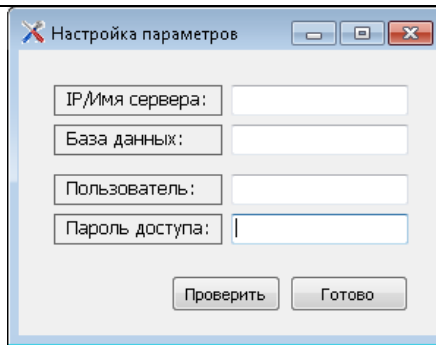 Настройка параметров
IP/Имя сервера:
База данных:
Пользователь:
Пароль доступа:
Проверить Готово